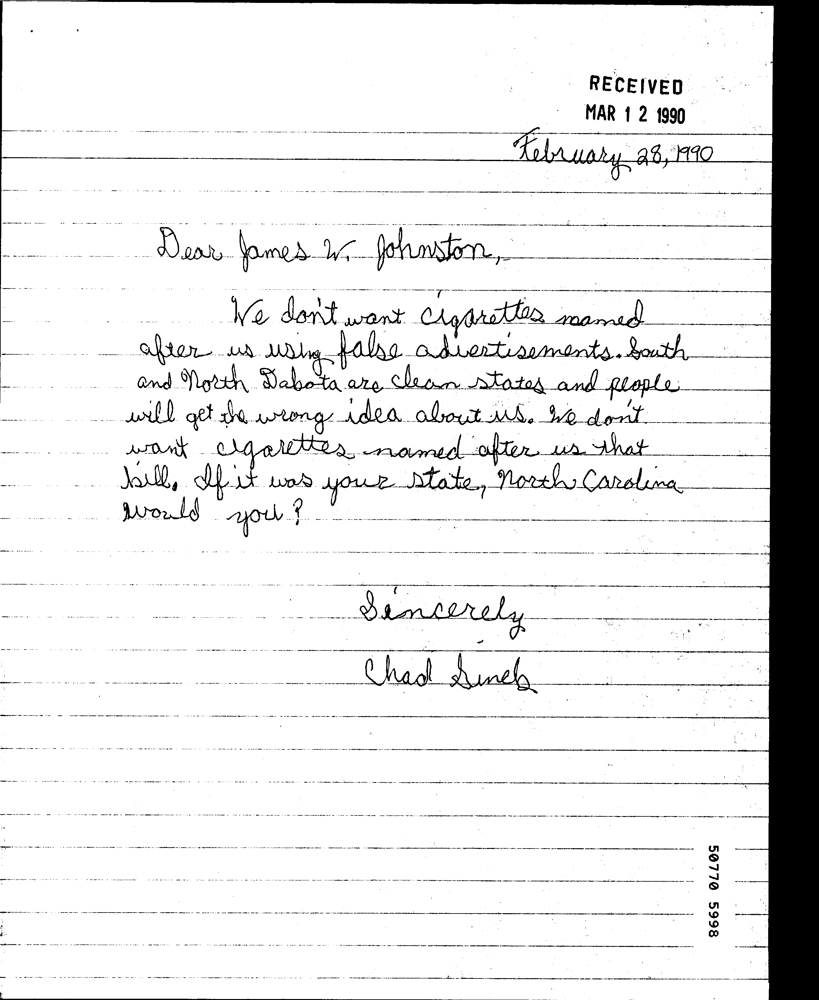 RECEIVED
MAR 12 1990
February 28, 1990
Dear James W. Johnston,
We don't want cigarettes named
after us using false advertisements. South
and North Dakota are clean states and people
will get the wrong idea about us. We don't
want cigarettes named after us that
kill. If it was your state, North Carolina
would you?
Sincerely
Chad
50770 5998